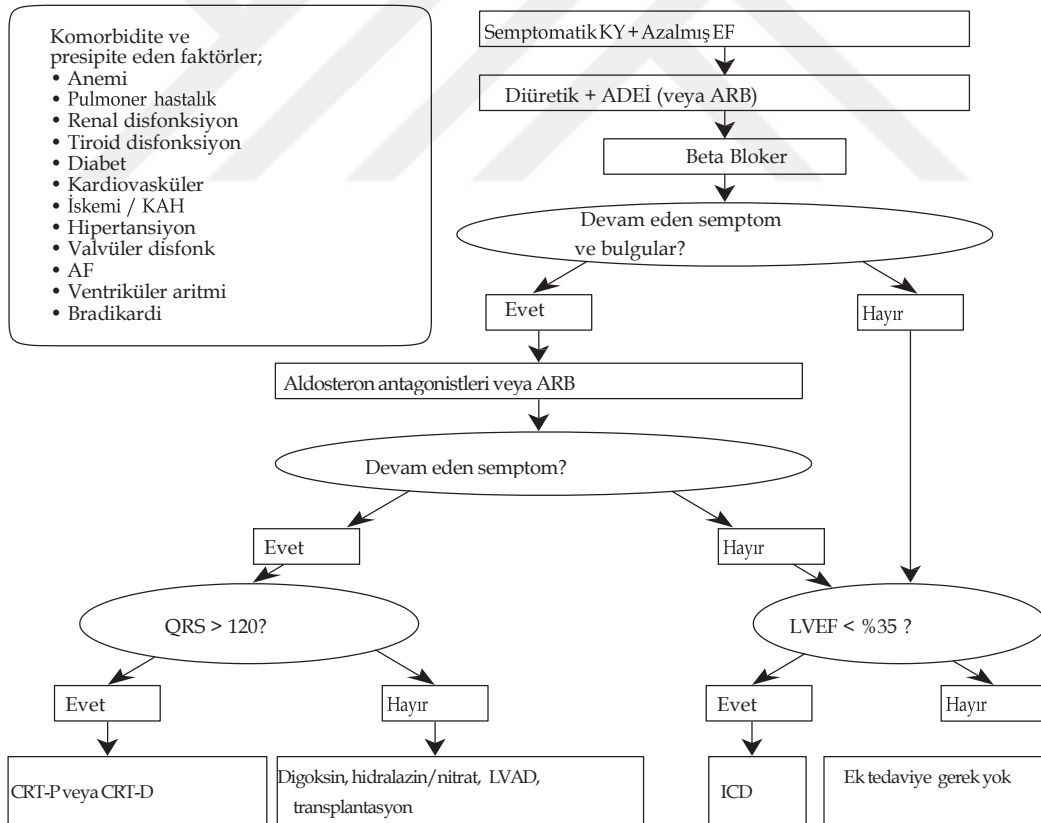 Komorbidite ve
presipite eden faktörler;
• Anemi
• Pulmoner hastalık
• Renal disfonksiyon
• Tiroid disfonksiyon
• Diabet
• Kardiovasküler
• İskemi / KAH
• Hipertansiyon
• Valvüler disfonk
• AF
• Ventriküler aritmi
• Bradikardi
Semptomatik KY + Azalmış EF
Diüretik + ADEİ (veya ARB)
Beta Bloker
Devam eden semptom
ve bulgular?
Evet
Hayır
Aldosteron antagonistleri veya ARB
Devam eden semptom?
Evet
Hayır
QRS > 120?
LVEF < %35 ?
Evet
Hayır
Evet
Hayır
CRT-P veya CRT-D
Digoksin, hidralazin/nitrat, LVAD,
transplantasyon
ICD
Ek tedaviye gerek yok